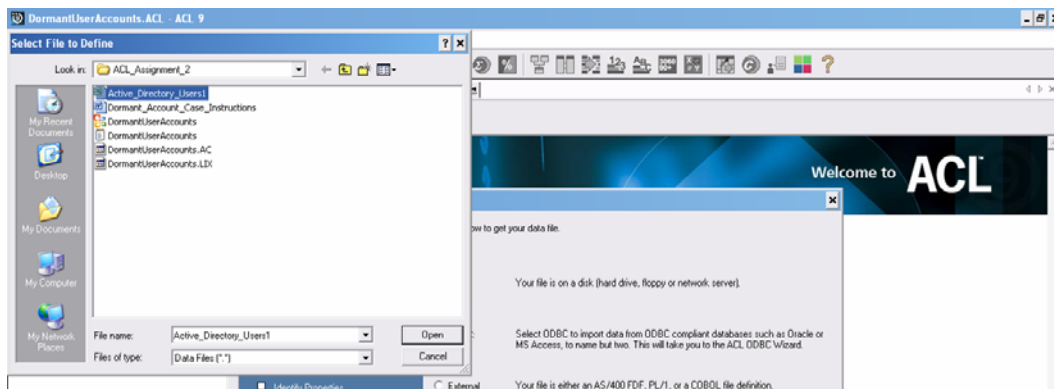 DormantUserAccounts.ACL - ACL 9
Select File to Define
Look in:
ACL_Assignment_2
Active_Directory_Users1
Dormant_Account_Case_Instructions
DormantUserAccounts
DormantUserAccounts
DormantUserAccounts.AC
DormantUserAccounts.LIX
My Recent
Documents
Desktop
My Documents
My Computer
My Network
Places
File name:
Active_Directory_Users1
Open
Files of type:
Data Files (*.*)
Cancel
Welcome to ACL
ow to get your data file.
Your file is on a disk (hard drive, floppy or network server).
Select ODBC to import data from ODBC compliant databases such as Oracle or
MS Access, to name but two. This will take you to the ACL ODBC Wizard.
Identify Properties
External
Your file is either an AS/400 FDF, PL/1, or a COBOL file definition.